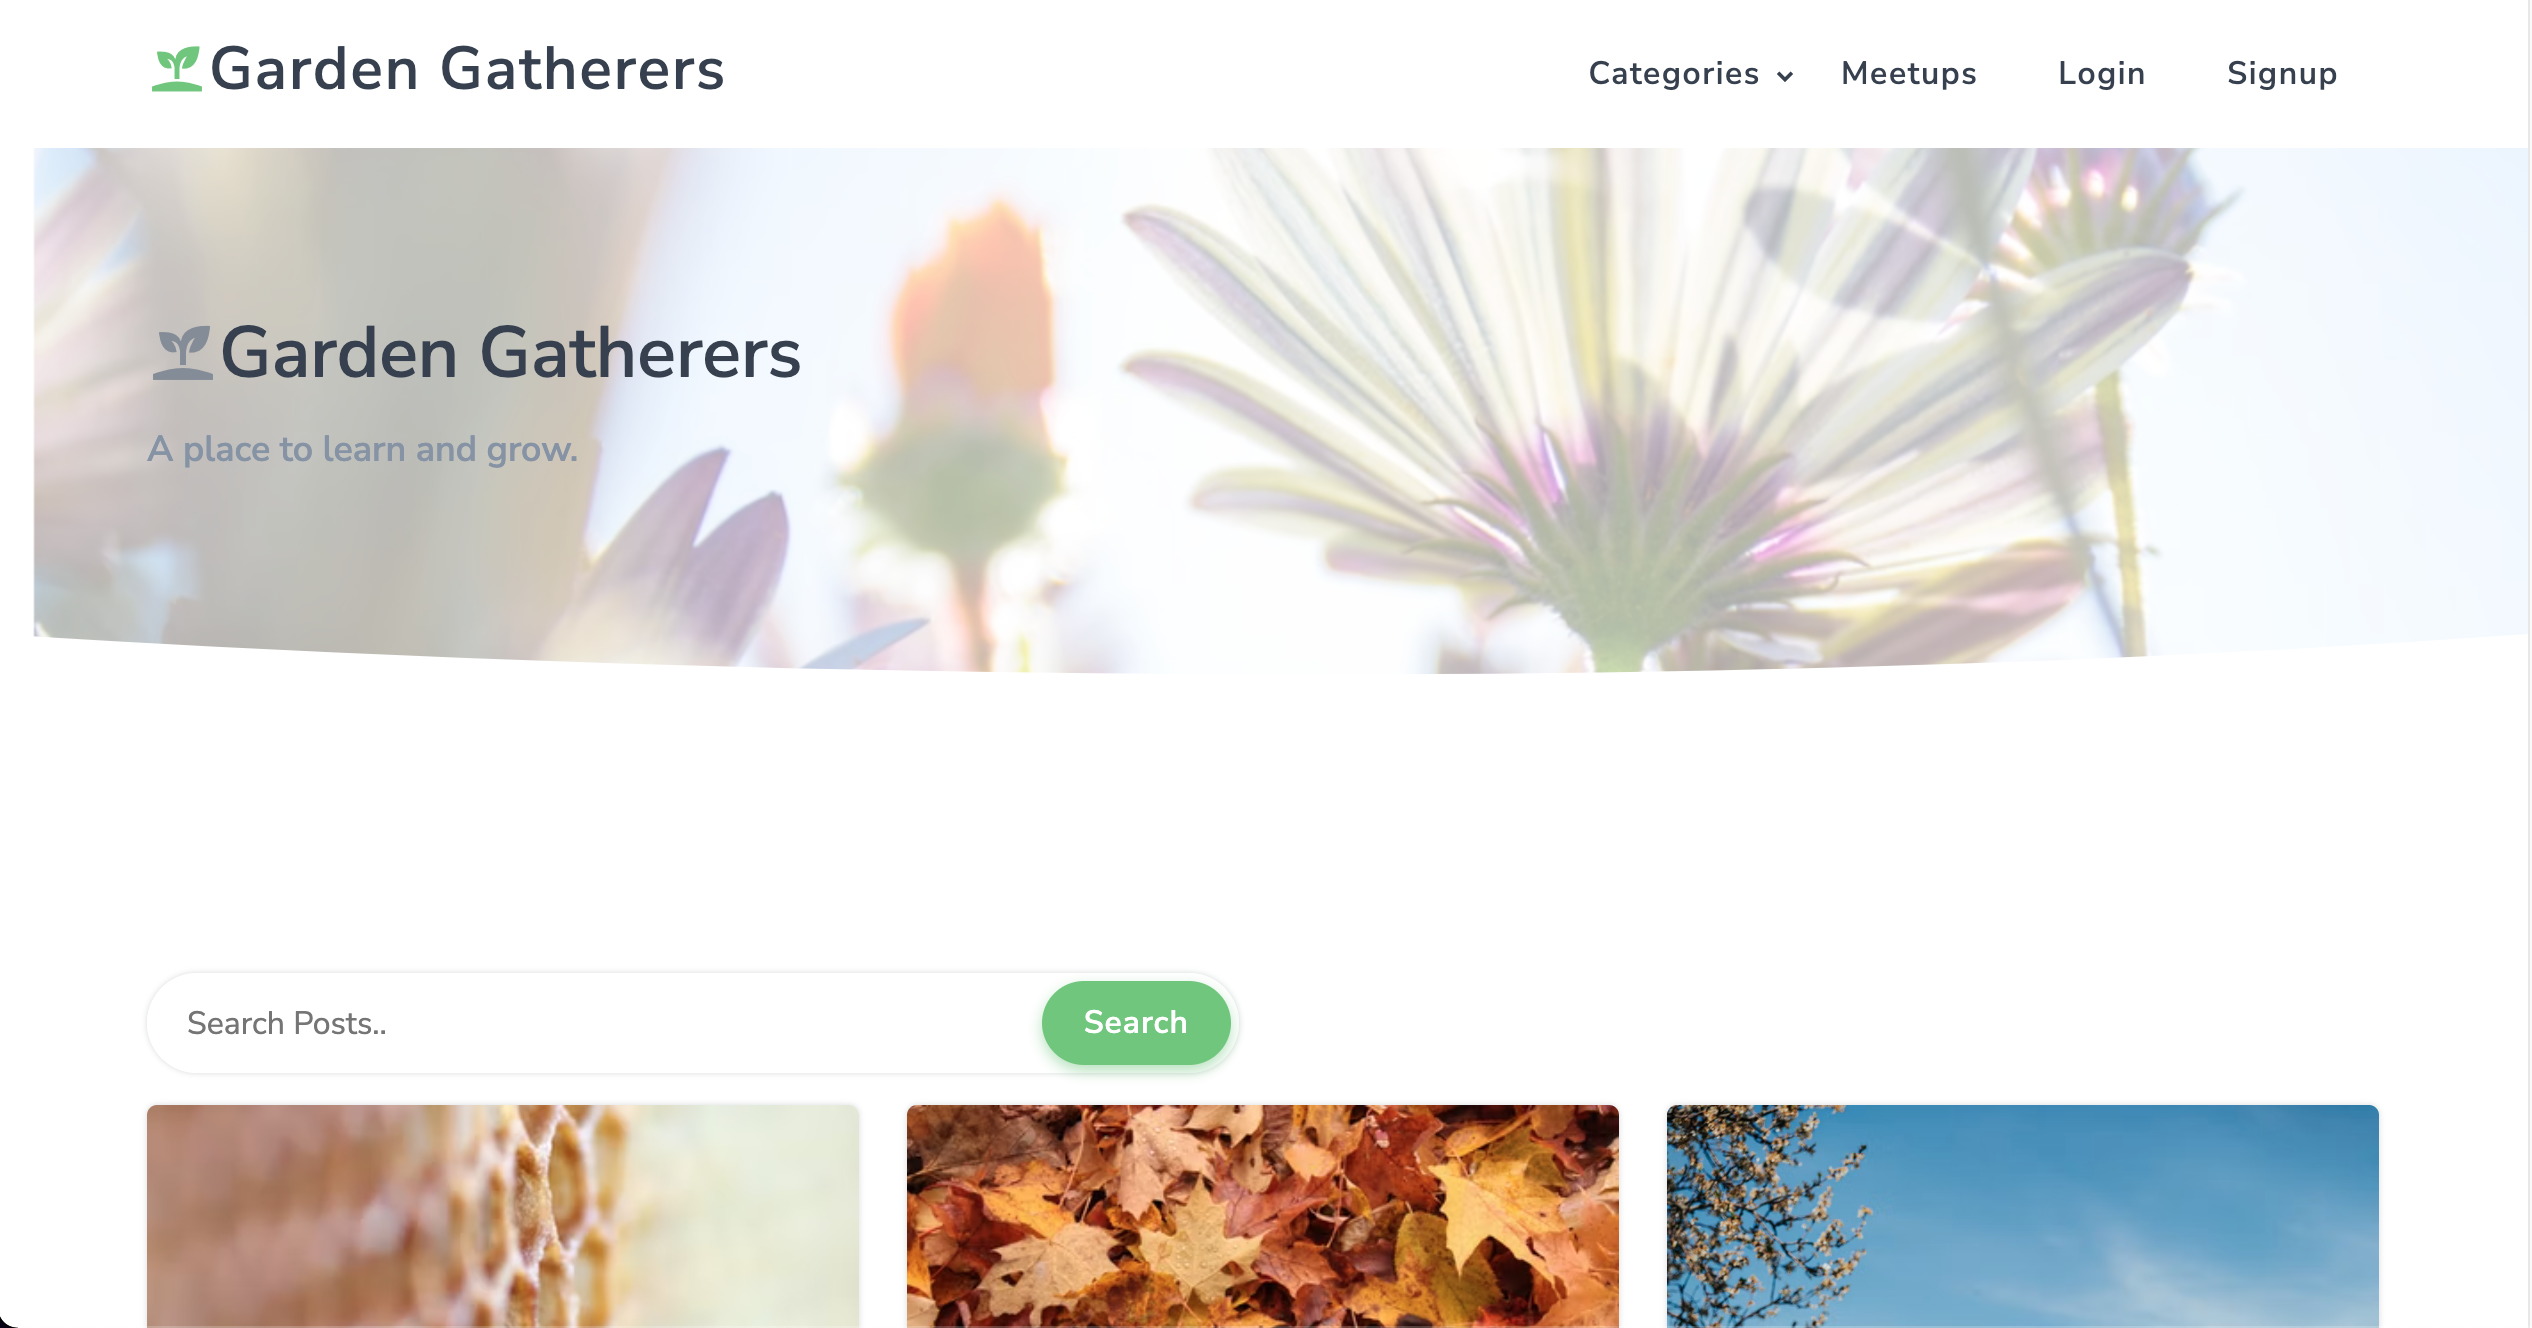 Garden Gatherers
Categories Meetups Login Signup
Garden Gatherers
A place to learn and grow.
Search Posts.. Search